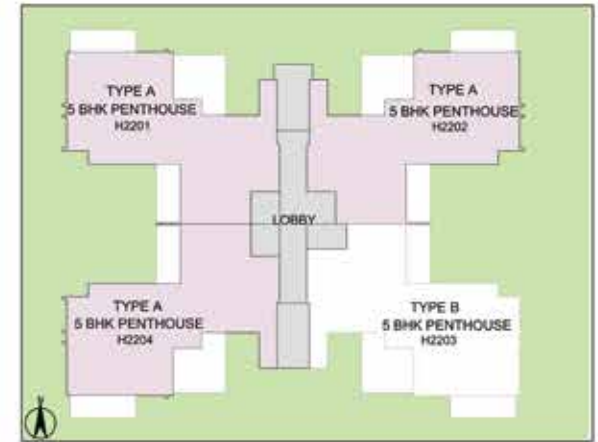 TYPE A
5 BHK PENTHOUSE
H2201
TYPE A
5 BHK PENTHOUSE
H2202
LOBBY
TYPE A
5 BHK PENTHOUSE
H2204
TYPE B
5 BHK PENTHOUSE
H2203